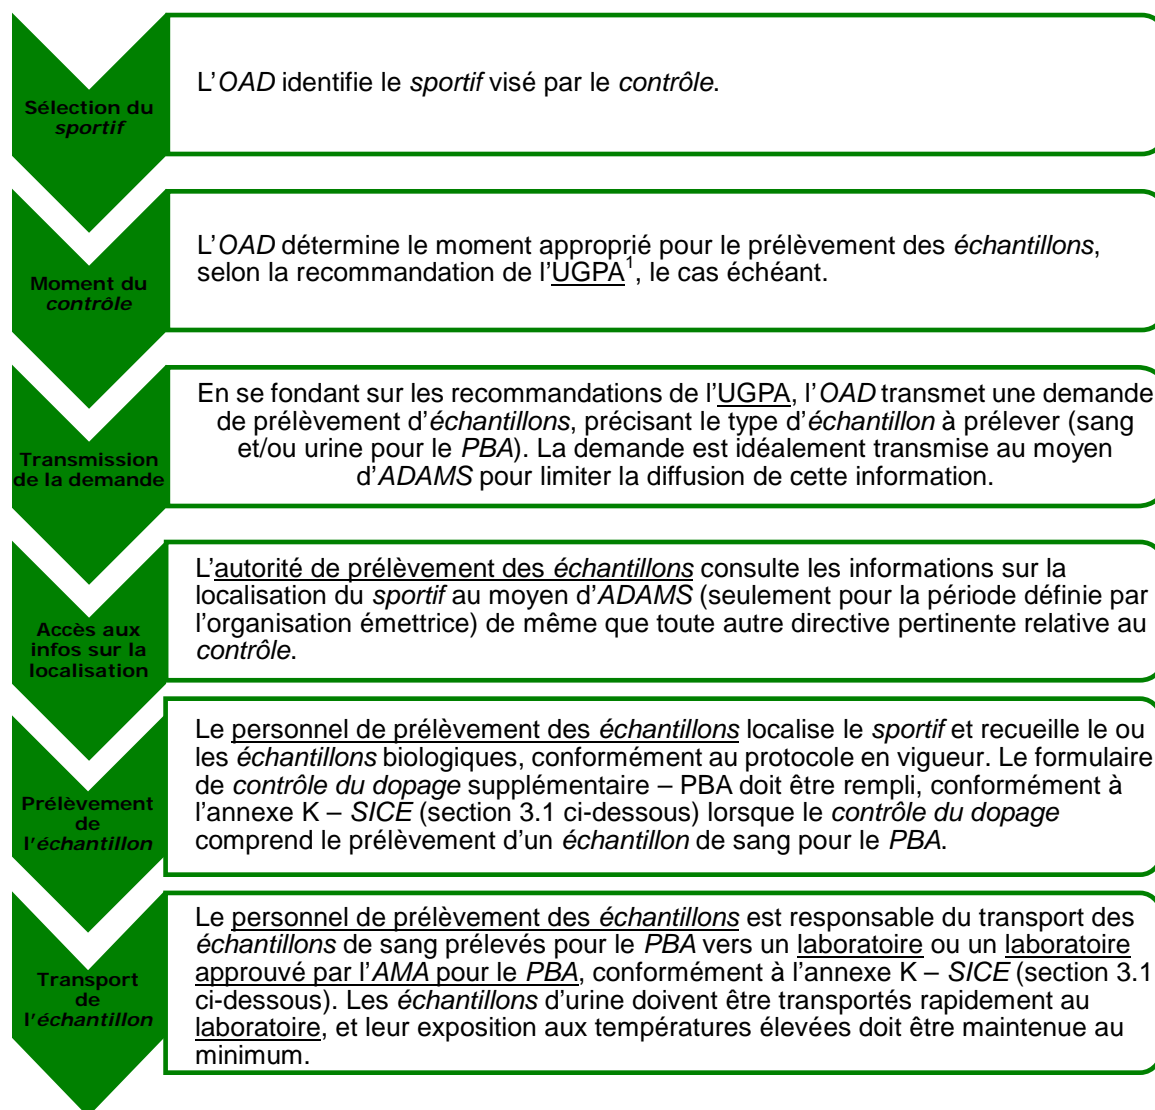 Sélection du
sportif
L'OAD identifie le sportif visé par le contrôle.
Moment du
contrôle
L'OAD détermine le moment approprié pour le prélèvement des échantillons,
selon la recommandation de l'UGPA1, le cas échéant.
Transmission
de la demande
En se fondant sur les recommandations de l'UGPA, l'OAD transmet une demande
de prélèvement d'échantillons, précisant le type d'échantillon à prélever (sang
et/ou urine pour le PBA). La demande est idéalement transmise au moyen
d'ADAMS pour limiter la diffusion de cette information.
Accès aux
infos sur la
localisation
L'autorité de prélèvement des échantillons consulte les informations sur la
localisation du sportif au moyen d'ADAMS (seulement pour la période définie par
l'organisation émettrice) de même que toute autre directive pertinente relative au
contrôle.
Prélèvement
de
l'échantillon
Le personnel de prélèvement des échantillons localise le sportif et recueille le ou
les échantillons biologiques, conformément au protocole en vigueur. Le formulaire
de contrôle du dopage supplémentaire – PBA doit être rempli, conformément à
l'annexe K – SICE (section 3.1 ci-dessous) lorsque le contrôle du dopage
comprend le prélèvement d'un échantillon de sang pour le PBA.
Transport
de
l'échantillon
Le personnel de prélèvement des échantillons est responsable du transport des
échantillons de sang prélevés pour le PBA vers un laboratoire ou un laboratoire
approuvé par l'AMA pour le PBA, conformément à l'annexe K – SICE (section 3.1
ci-dessous). Les échantillons d'urine doivent être transportés rapidement au
laboratoire, et leur exposition aux températures élevées doit être maintenue au
minimum.